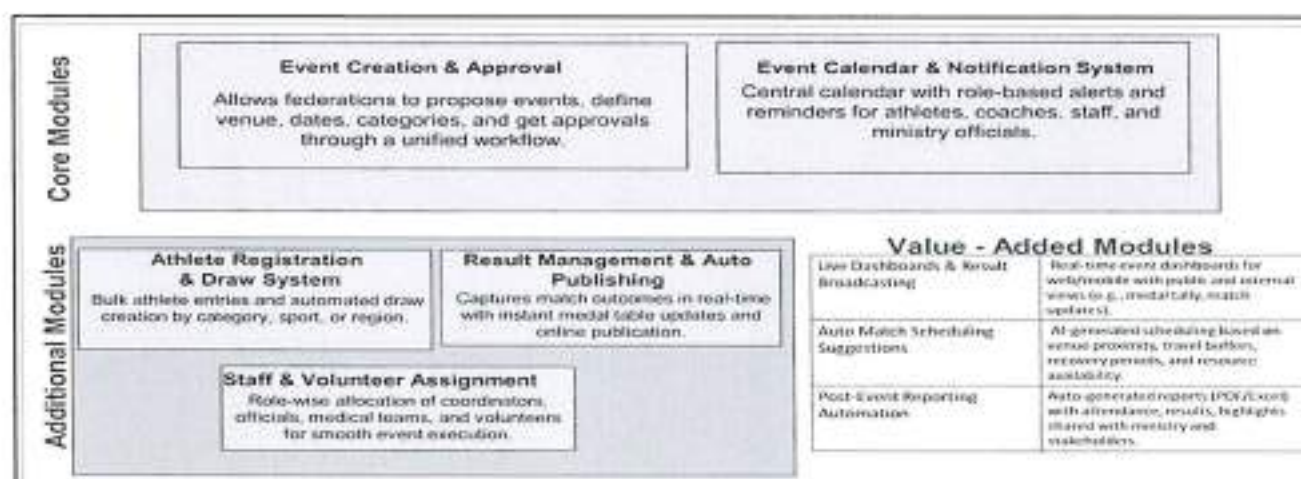 Core Modules
Event Creation & Approval
Allows federations to propose events, define
venue, dates, categories, and get approvals
through a unified workflow.
Event Calendar & Notification System
Central calendar with role-based alerts and
reminders for athletes, coaches, staff, and
ministry officials.
Additional Modules
Athlete Registration
& Draw System
Bulk athlete entries and automated draw
creation by category, sport, or region.
Result Management & Auto
Publishing
Captures match outcomes in real-time
with instant medal table updates and
online publication.
Staff & Volunteer Assignment
Role-wise allocation of coordinators,
officials, medical teams, and volunteers
for smooth event execution.
Value - Added Modules
Live Dashboards & Result
Broadcasting
Real-time event dashboards for
web/mobile with public and internal
views (e.g., medal tally, match
updates).
Auto Match Scheduling
Suggestions
AI-generated scheduling based on
venue proximity, travel buffers,
recovery periods, and resource
availability.
Post-Event Reporting
Automation
Auto-generated reports (PDF/Excel)
with attendance, results, highlights
shared with ministry and
stakeholders.